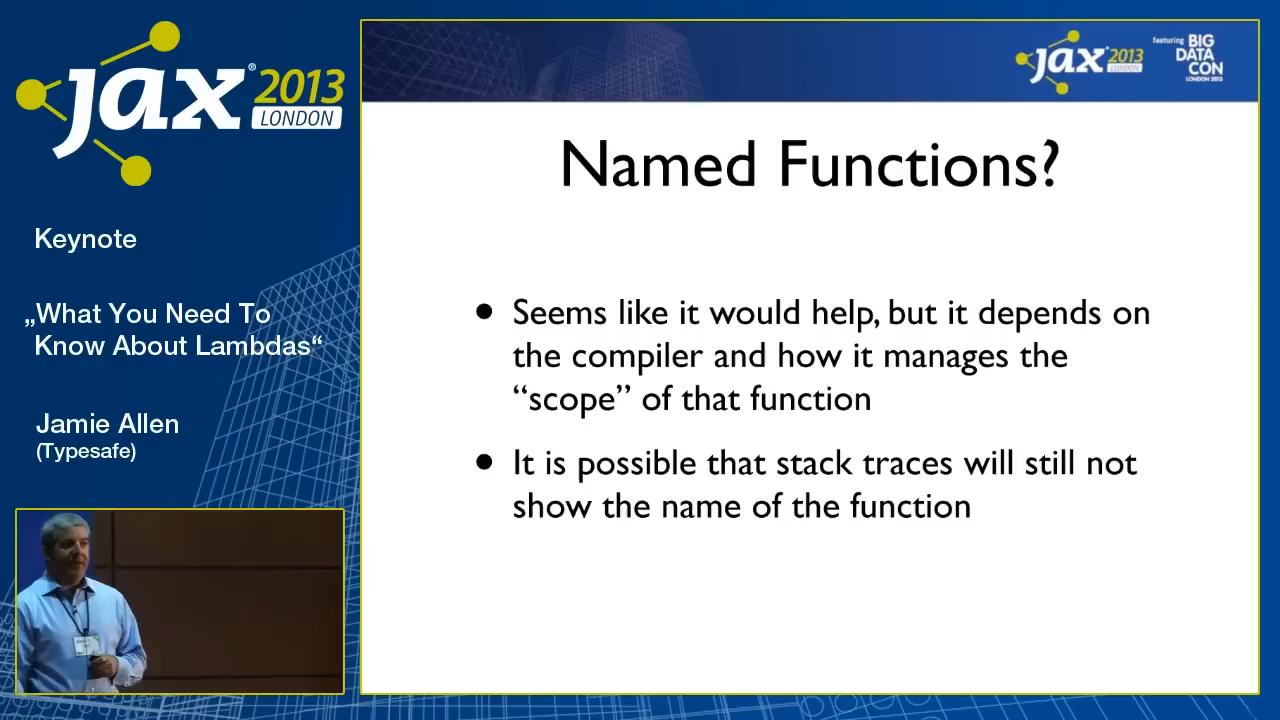 jax® 2013
LONDON
Keynote
„What You Need To
Know About Lambdas“
Jamie Allen
(Typesafe)
jax 2013
LONDON
featuring
BIG
DATA
CON
LONDON 2013
Named Functions?
• Seems like it would help, but it depends on
the compiler and how it manages the
“scope” of that function
• It is possible that stack traces will still not
show the name of the function